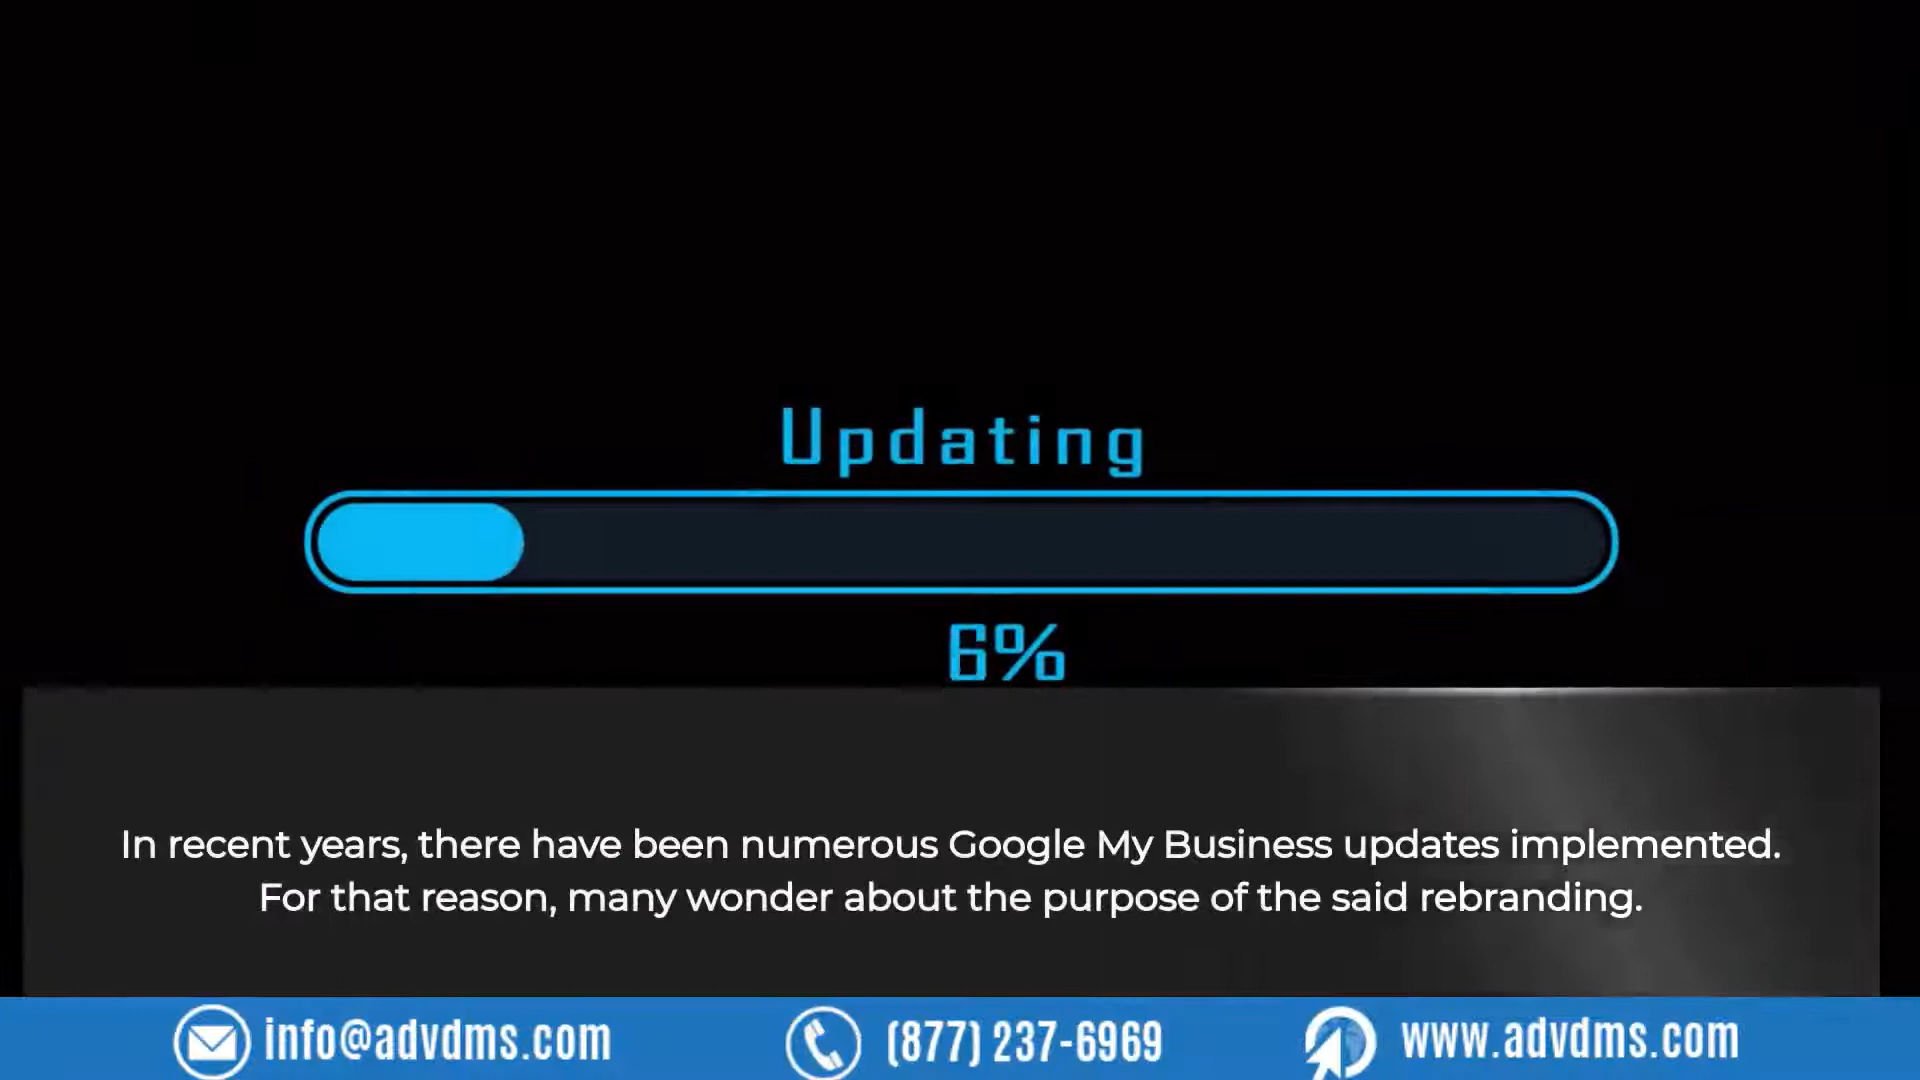 Updating
6%
In recent years, there have been numerous Google My Business updates implemented.
For that reason, many wonder about the purpose of the said rebranding.
info@advdms.com
(877) 237-6969
www.advdms.com